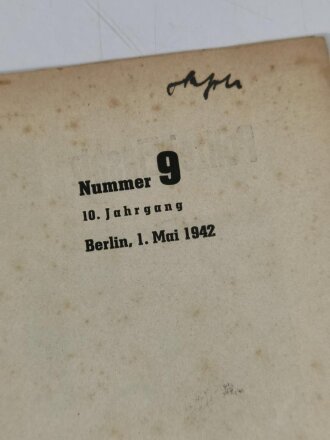 Nummer 9
10. Jahrgang
Berlin, 1. Mai 1942